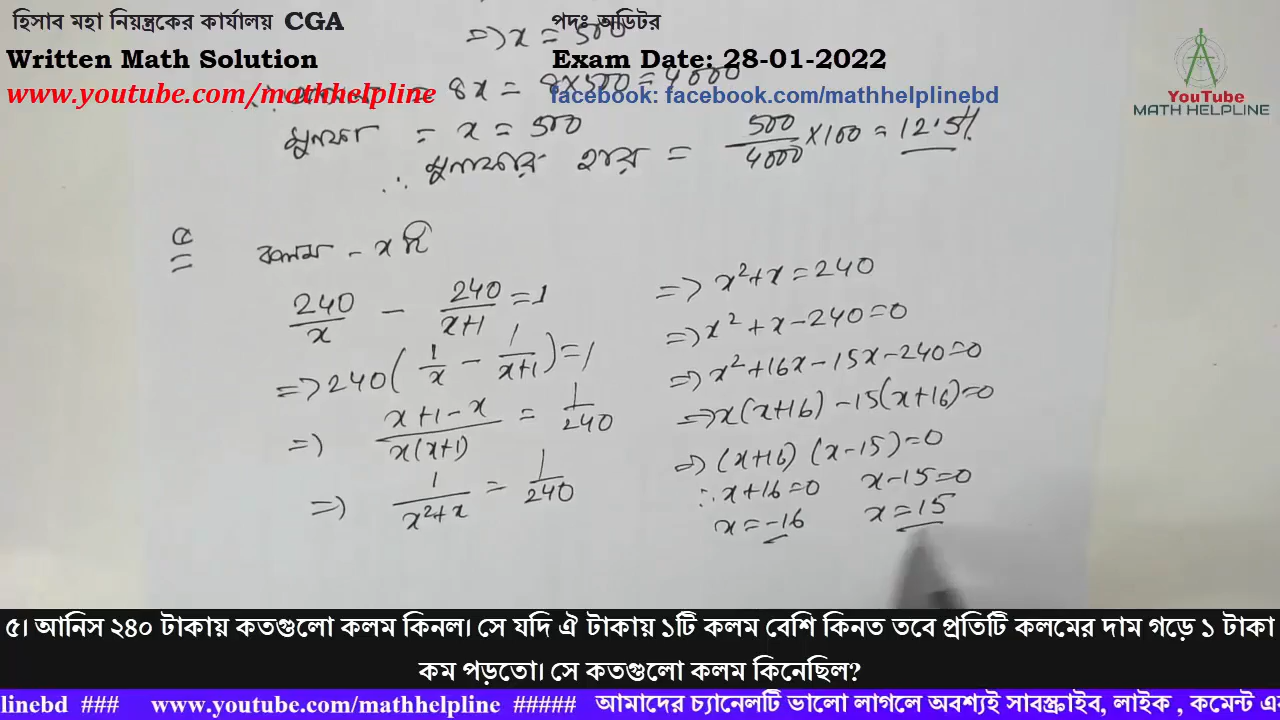 হিসাব মহা নিয়ন্ত্রকের কার্যালয় CGA
পদঃ অডিটর
Written Math Solution
Exam Date: 28-01-2022
www.youtube.com/mathhelpline
facebook: facebook.com/mathhelplinebd
YouTube
MATH HELPLINE
=> x = 500
= 8x = 8x500 = 4000
মুনাফা = x = 500
∴ মুনাফার হার = 500/4000 x 100 = 12.5%
৫
কলম - x টি
240/x - 240/x+1 = 1
=> 240(1/x - 1/x+1) = 1
=> x+1-x/x(x+1) = 1/240
=> 1/x²+x = 1/240
=> x²+x = 240
=> x²+x-240=0
=> x²+16x-15x-240=0
=> x(x+16) -15(x+16)=0
=> (x+16) (x-15)=0
∴ x+16=0 x-15=0
x=-16 x=15
৫। আনিস ২৪০ টাকায় কতগুলো কলম কিনল। সে যদি ঐ টাকায় ১টি কলম বেশি কিনত তবে প্রতিটি কলমের দাম গড়ে ১ টাকা
কম পড়তো। সে কতগুলো কলম কিনেছিল?
linebd ### www.youtube.com/mathhelpline ##### আমাদের চ্যানেলটি ভালো লাগলে অবশ্যই সাবস্ক্রাইব, লাইক , কমেন্ট এ